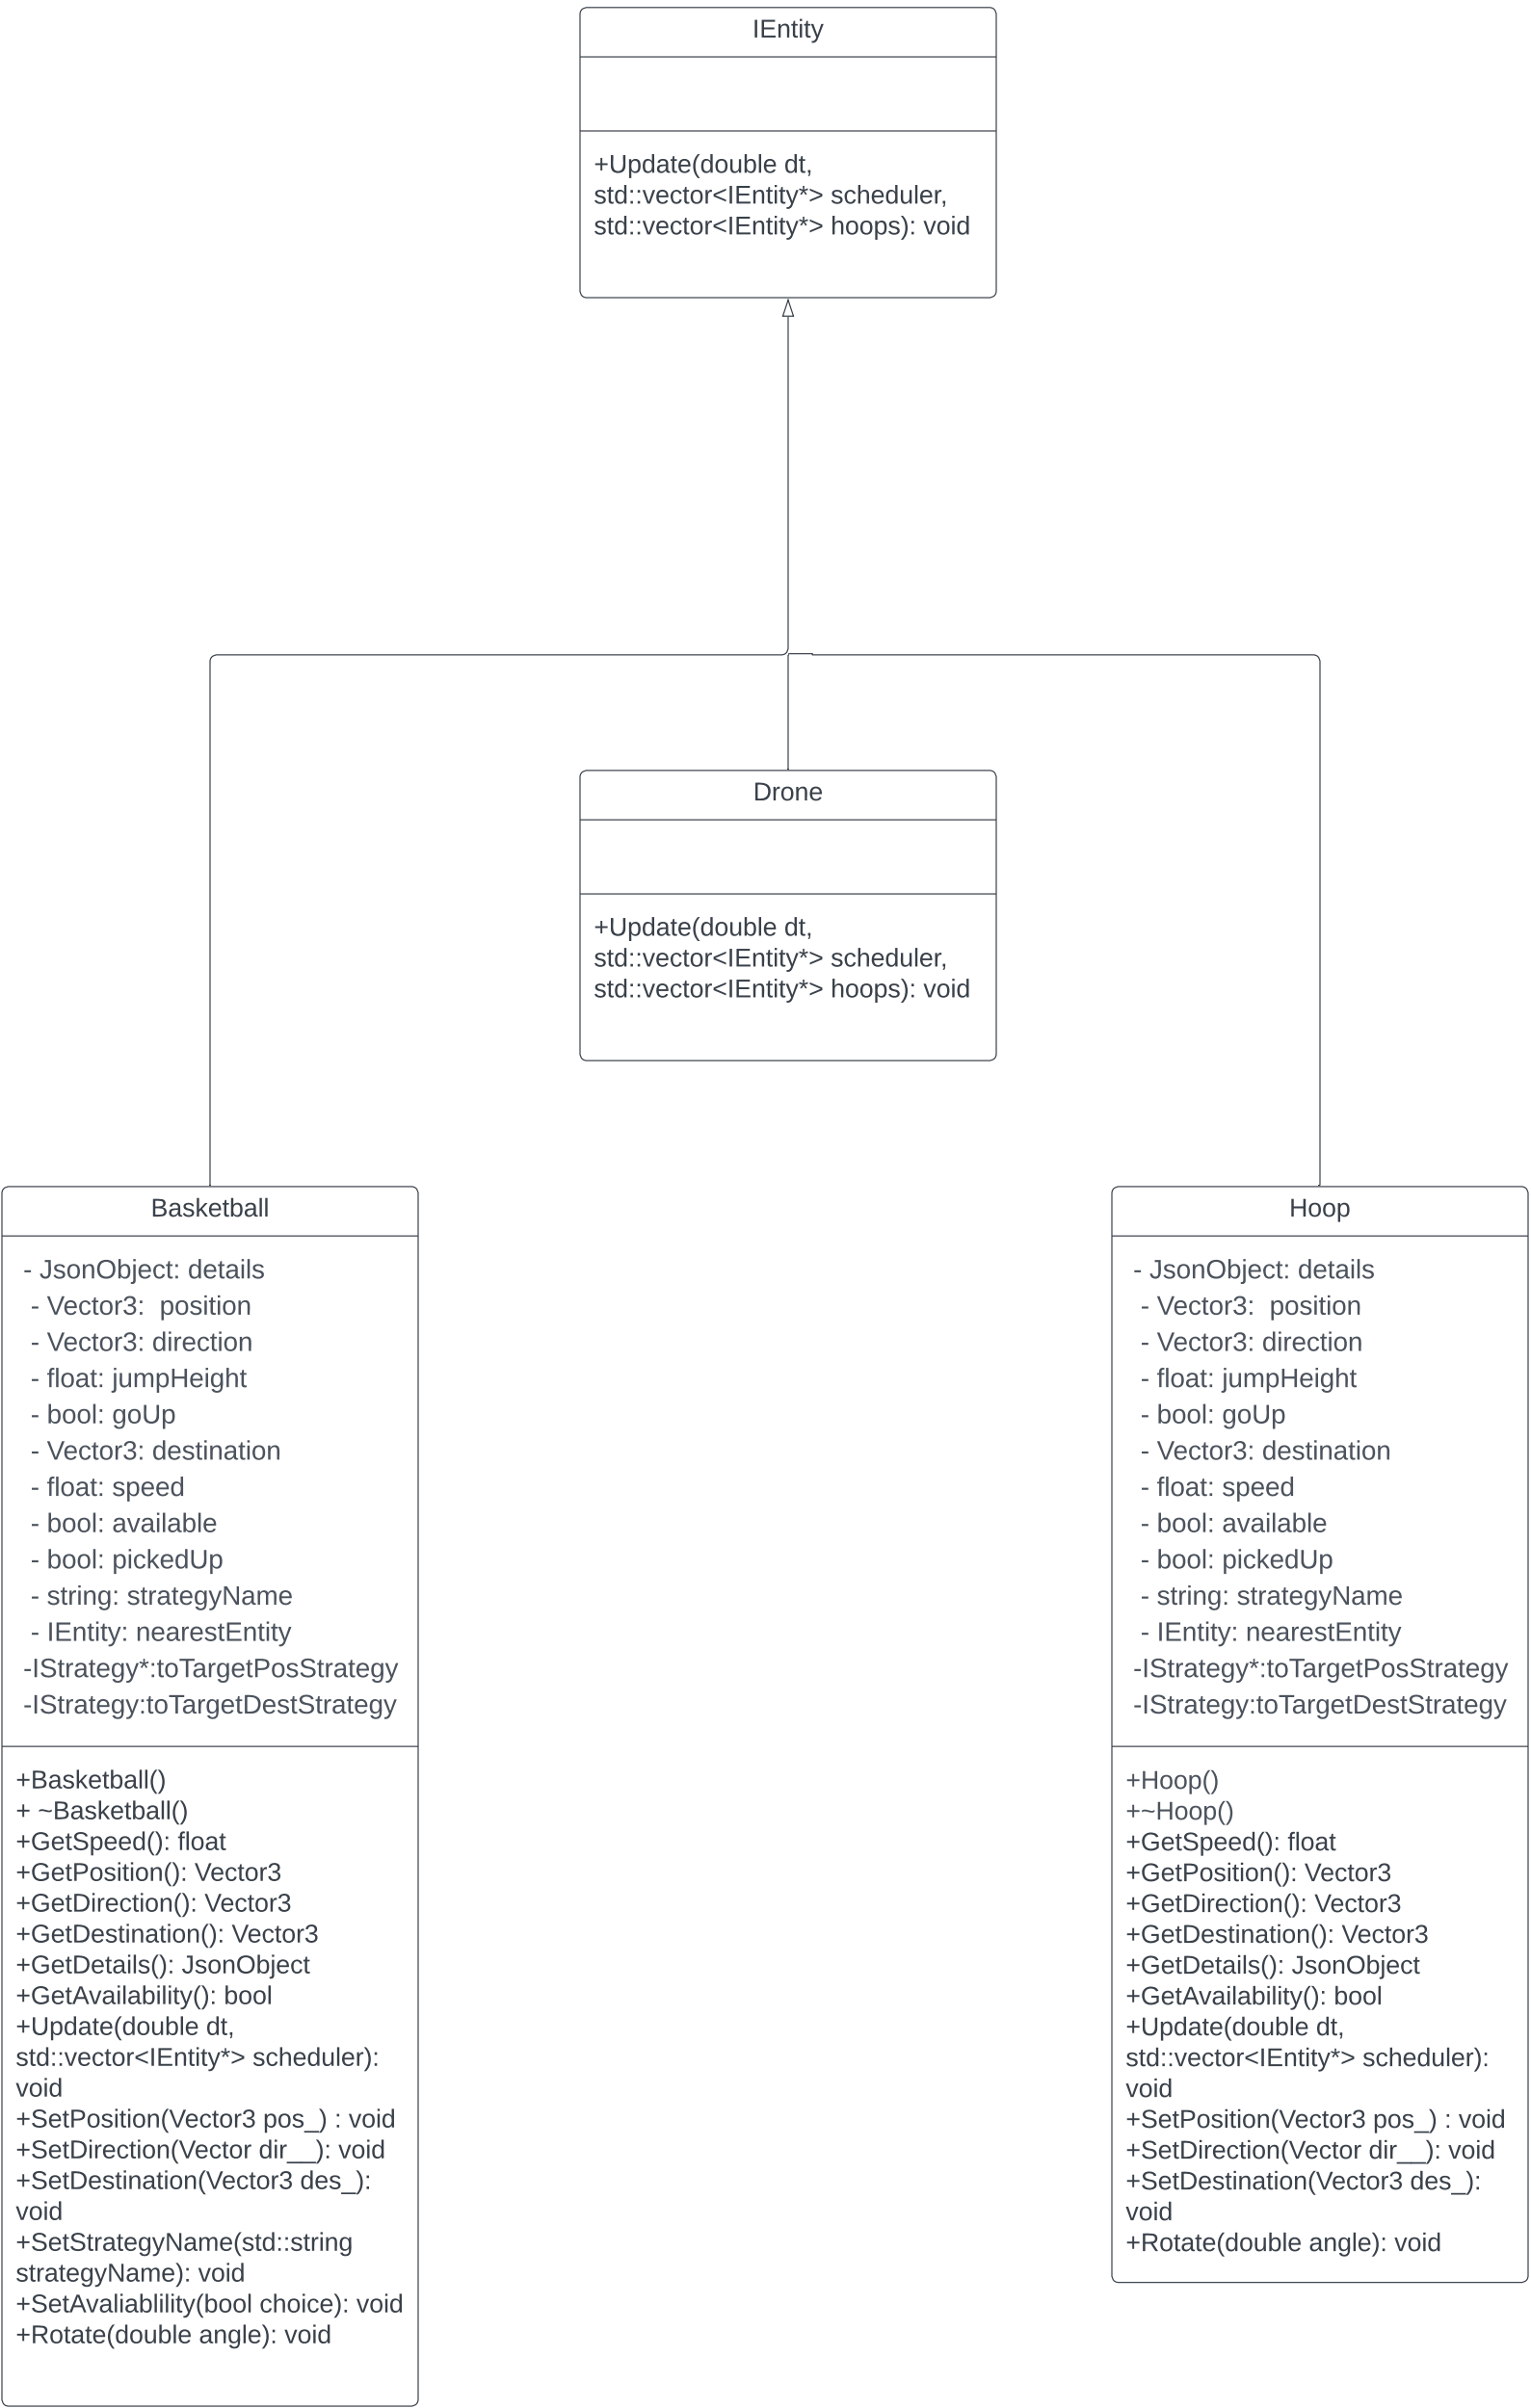 IEntity
+Update(double dt,
std::vector<IEntity*> scheduler,
std::vector<IEntity*> hoops): void
Drone
+Update(double dt,
std::vector<IEntity*> scheduler,
std::vector<IEntity*> hoops): void
Basketball
- JsonObject: details
- Vector3:  position
- Vector3: direction
- float: jumpHeight
- bool: goUp
- Vector3: destination
- float: speed
- bool: available
- bool: pickedUp
- string: strategyName
- IEntity: nearestEntity
-IStrategy*:toTargetPosStrategy
-IStrategy:toTargetDestStrategy
+Basketball()
+ ~Basketball()
+GetSpeed(): float
+GetPosition(): Vector3
+GetDirection(): Vector3
+GetDestination(): Vector3
+GetDetails(): JsonObject
+GetAvailability(): bool
+Update(double dt,
std::vector<IEntity*> scheduler):
void
+SetPosition(Vector3 pos_) : void
+SetDirection(Vector dir__): void
+SetDestination(Vector3 des_):
void
+SetStrategyName(std::string
strategyName): void
+SetAvaliablility(bool choice): void
+Rotate(double angle): void
Hoop
- JsonObject: details
- Vector3:  position
- Vector3: direction
- float: jumpHeight
- bool: goUp
- Vector3: destination
- float: speed
- bool: available
- bool: pickedUp
- string: strategyName
- IEntity: nearestEntity
-IStrategy*:toTargetPosStrategy
-IStrategy:toTargetDestStrategy
+Hoop()
+~Hoop()
+GetSpeed(): float
+GetPosition(): Vector3
+GetDirection(): Vector3
+GetDestination(): Vector3
+GetDetails(): JsonObject
+GetAvailability(): bool
+Update(double dt,
std::vector<IEntity*> scheduler):
void
+SetPosition(Vector3 pos_) : void
+SetDirection(Vector dir__): void
+SetDestination(Vector3 des_):
void
+Rotate(double angle): void